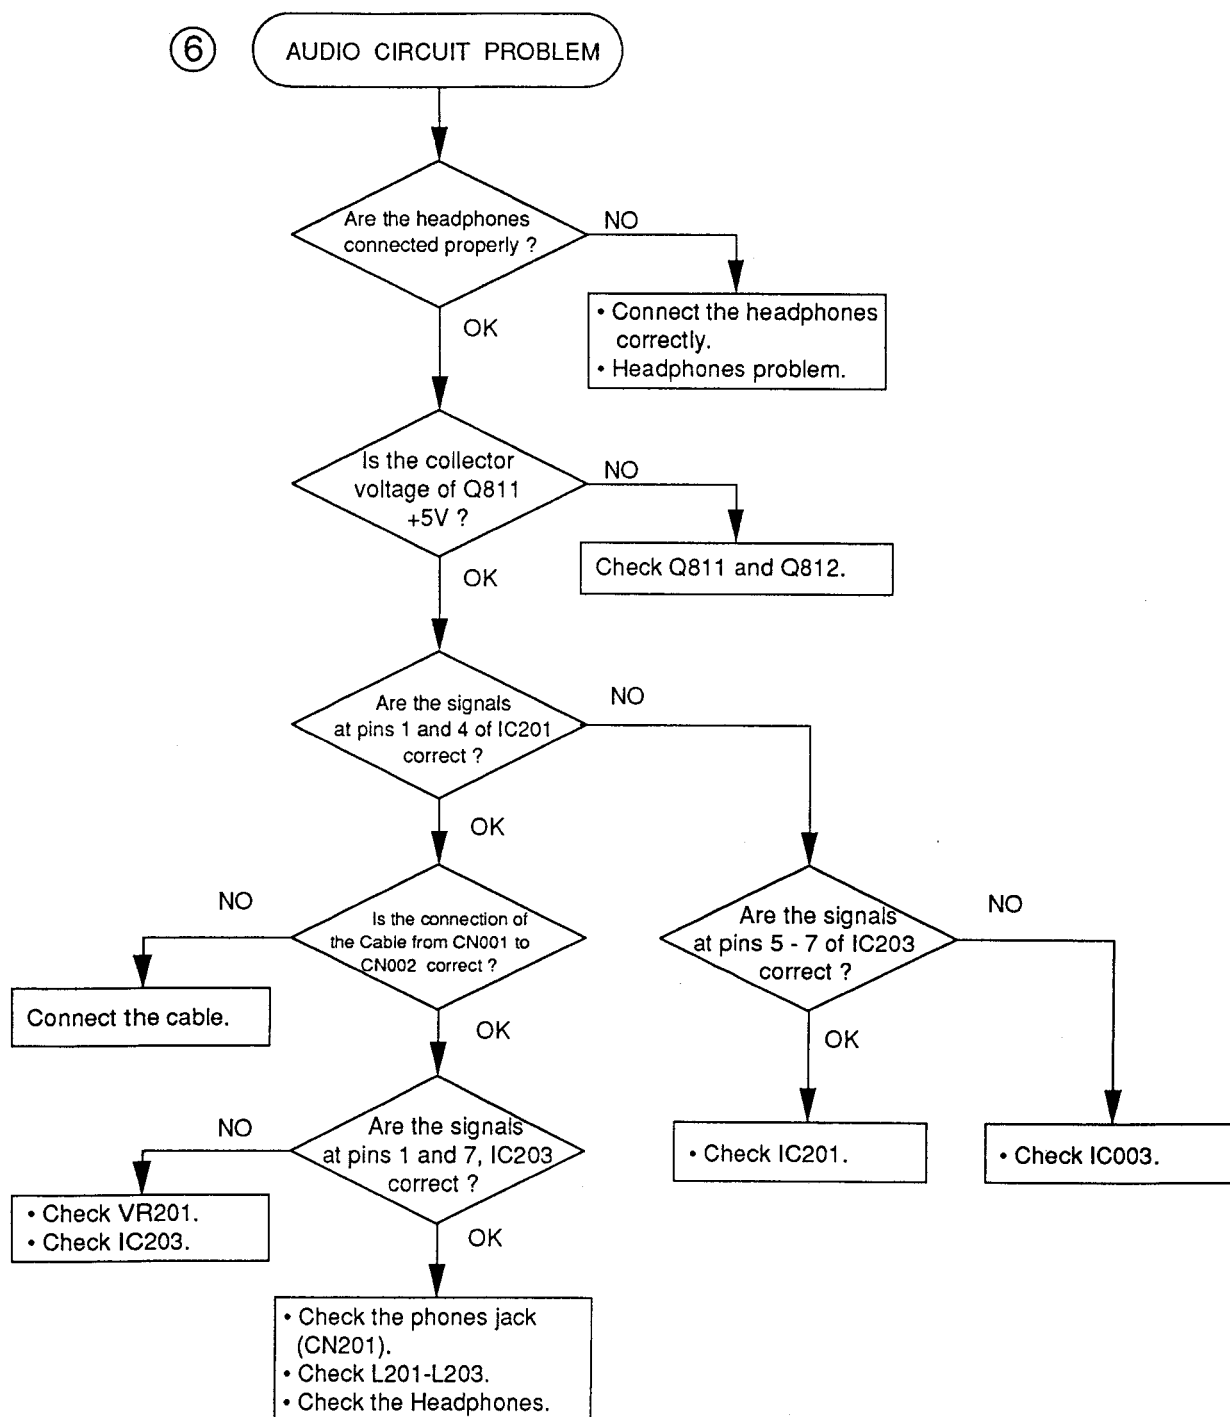 6
AUDIO CIRCUIT PROBLEM
Are the headphones
connected properly ?
NO
• Connect the headphones
correctly.
• Headphones problem.
OK
Is the collector
voltage of Q811
+5V ?
NO
Check Q811 and Q812.
OK
Are the signals
at pins 1 and 4 of IC201
correct ?
NO
OK
Is the connection of
the Cable from CN001 to
CN002 correct ?
NO
Connect the cable.
OK
Are the signals
at pins 5 - 7 of IC203
correct ?
NO
OK
• Check IC201.
• Check IC003.
Are the signals
at pins 1 and 7, IC203
correct ?
NO
• Check VR201.
• Check IC203.
OK
• Check the phones jack
(CN201).
• Check L201-L203.
• Check the Headphones.